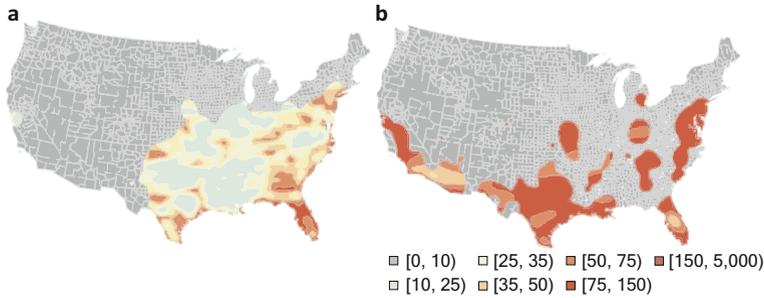 a b
[0, 10) [25, 35) [50, 75) [150, 5,000)
[10, 25) [35, 50) [75, 150)